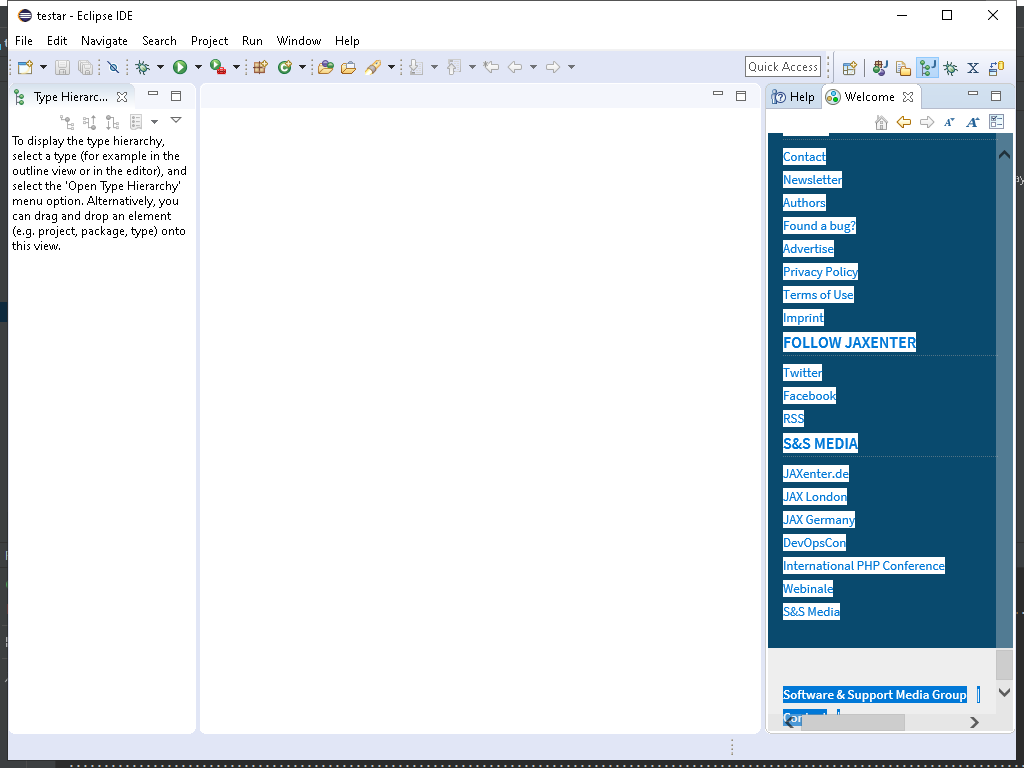 testar - Eclipse IDE
File Edit Navigate Search Project Run Window Help
Quick Access
Type Hierarc...
Help
Welcome
To display the type hierarchy,
select a type (for example in the
outline view or in the editor), and
select the 'Open Type Hierarchy'
menu option. Alternatively, you
can drag and drop an element
(e.g. project, package, type) onto
this view.
Contact
Newsletter
Authors
Found a bug?
Advertise
Privacy Policy
Terms of Use
Imprint
FOLLOW JAXENTER
Twitter
Facebook
RSS
S&S MEDIA
JAXenter.de
JAX London
JAX Germany
DevOpsCon
International PHP Conference
Webinale
S&S Media
Software & Support Media Group |